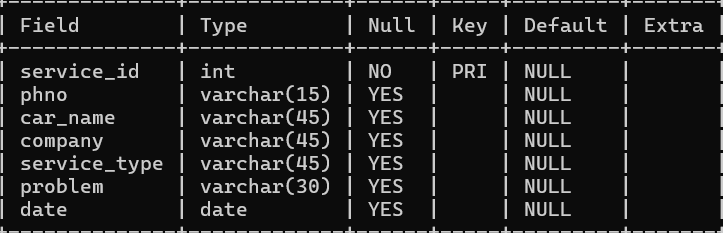 | Field | Type | Null | Key | Default | Extra |
| service_id | int | NO | PRI | NULL | |
| phno | varchar(15) | YES | | NULL | |
| car_name | varchar(45) | YES | | NULL | |
| company | varchar(45) | YES | | NULL | |
| service_type | varchar(45) | YES | | NULL | |
| problem | varchar(30) | YES | | NULL | |
| date | date | YES | | NULL | |